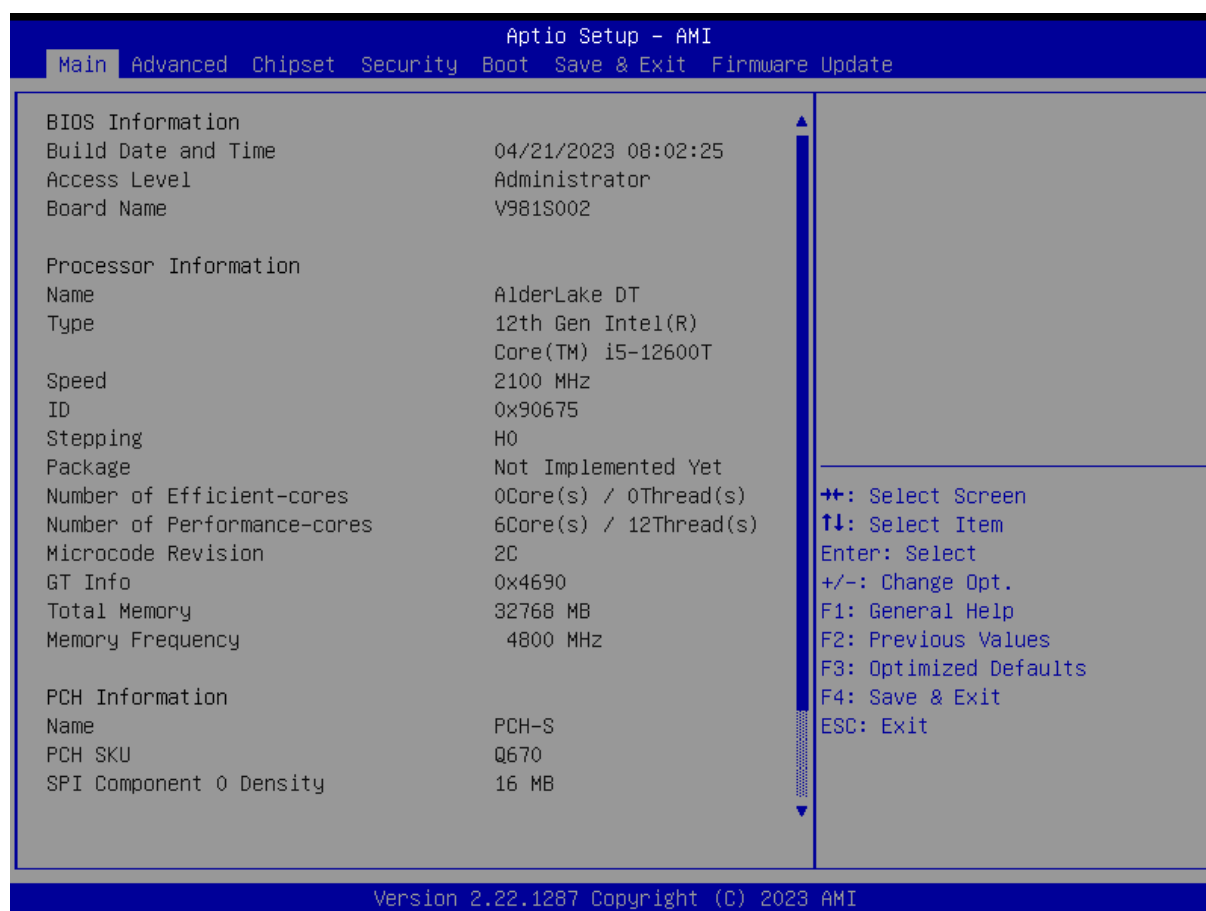 Aptio Setup - AMI
Main Advanced Chipset Security Boot Save & Exit Firmware Update
BIOS Information
Build Date and Time 04/21/2023 08:02:25
Access Level Administrator
Board Name V981S002
Processor Information
Name AlderLake DT
Type 12th Gen Intel(R)
Core(TM) i5-12600T
Speed 2100 MHz
ID 0x90675
Stepping H0
Package Not Implemented Yet
Number of Efficient-cores 0Core(s) / 0Thread(s)
Number of Performance-cores 6Core(s) / 12Thread(s)
Microcode Revision 2C
GT Info 0x4690
Total Memory 32768 MB
Memory Frequency 4800 MHz
PCH Information
Name PCH-S
PCH SKU Q670
SPI Component 0 Density 16 MB
→←: Select Screen
↑↓: Select Item
Enter: Select
+/-: Change Opt.
F1: General Help
F2: Previous Values
F3: Optimized Defaults
F4: Save & Exit
ESC: Exit
Version 2.22.1287 Copyright (C) 2023 AMI